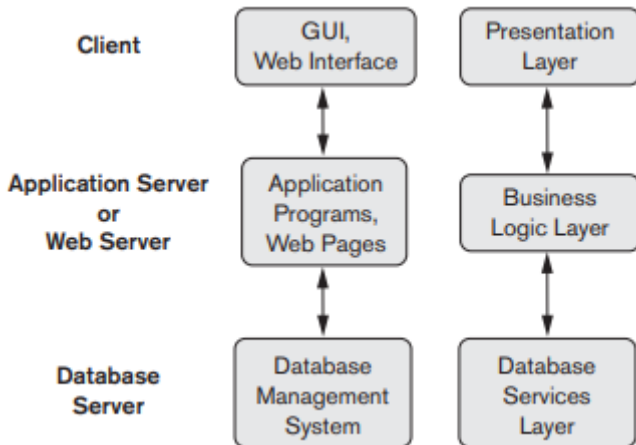 Client
GUI,
Web Interface
Presentation
Layer
Application Server
or
Web Server
Application
Programs,
Web Pages
Business
Logic Layer
Database
Server
Database
Management
System
Database
Services
Layer